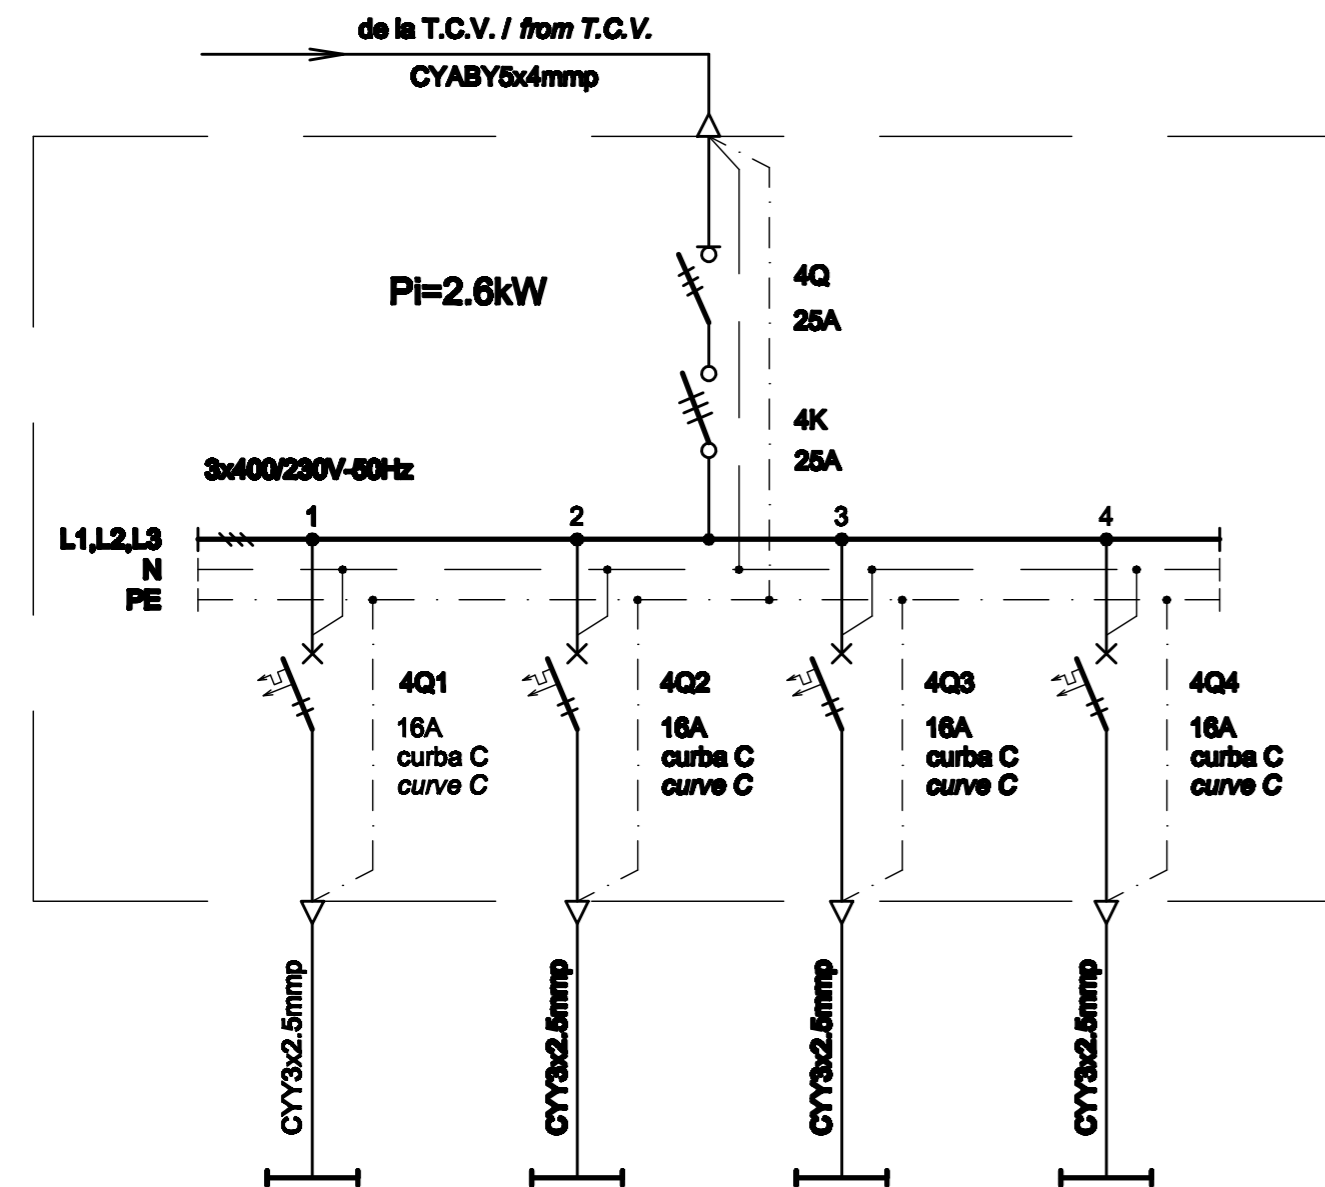 de la T.C.V. / from T.C.V.
CYABY5x4mmp
Pi=2.6kW
4Q
25A
4K
25A
3x400/230V-50Hz
1
2
3
4
L1,L2,L3
N
PE
4Q1
16A
curba C
curve C
4Q2
16A
curba C
curve C
4Q3
16A
curba C
curve C
4Q4
16A
curba C
curve C
CYY3x2.5mmp
CYY3x2.5mmp
CYY3x2.5mmp
CYY3x2.5mmp